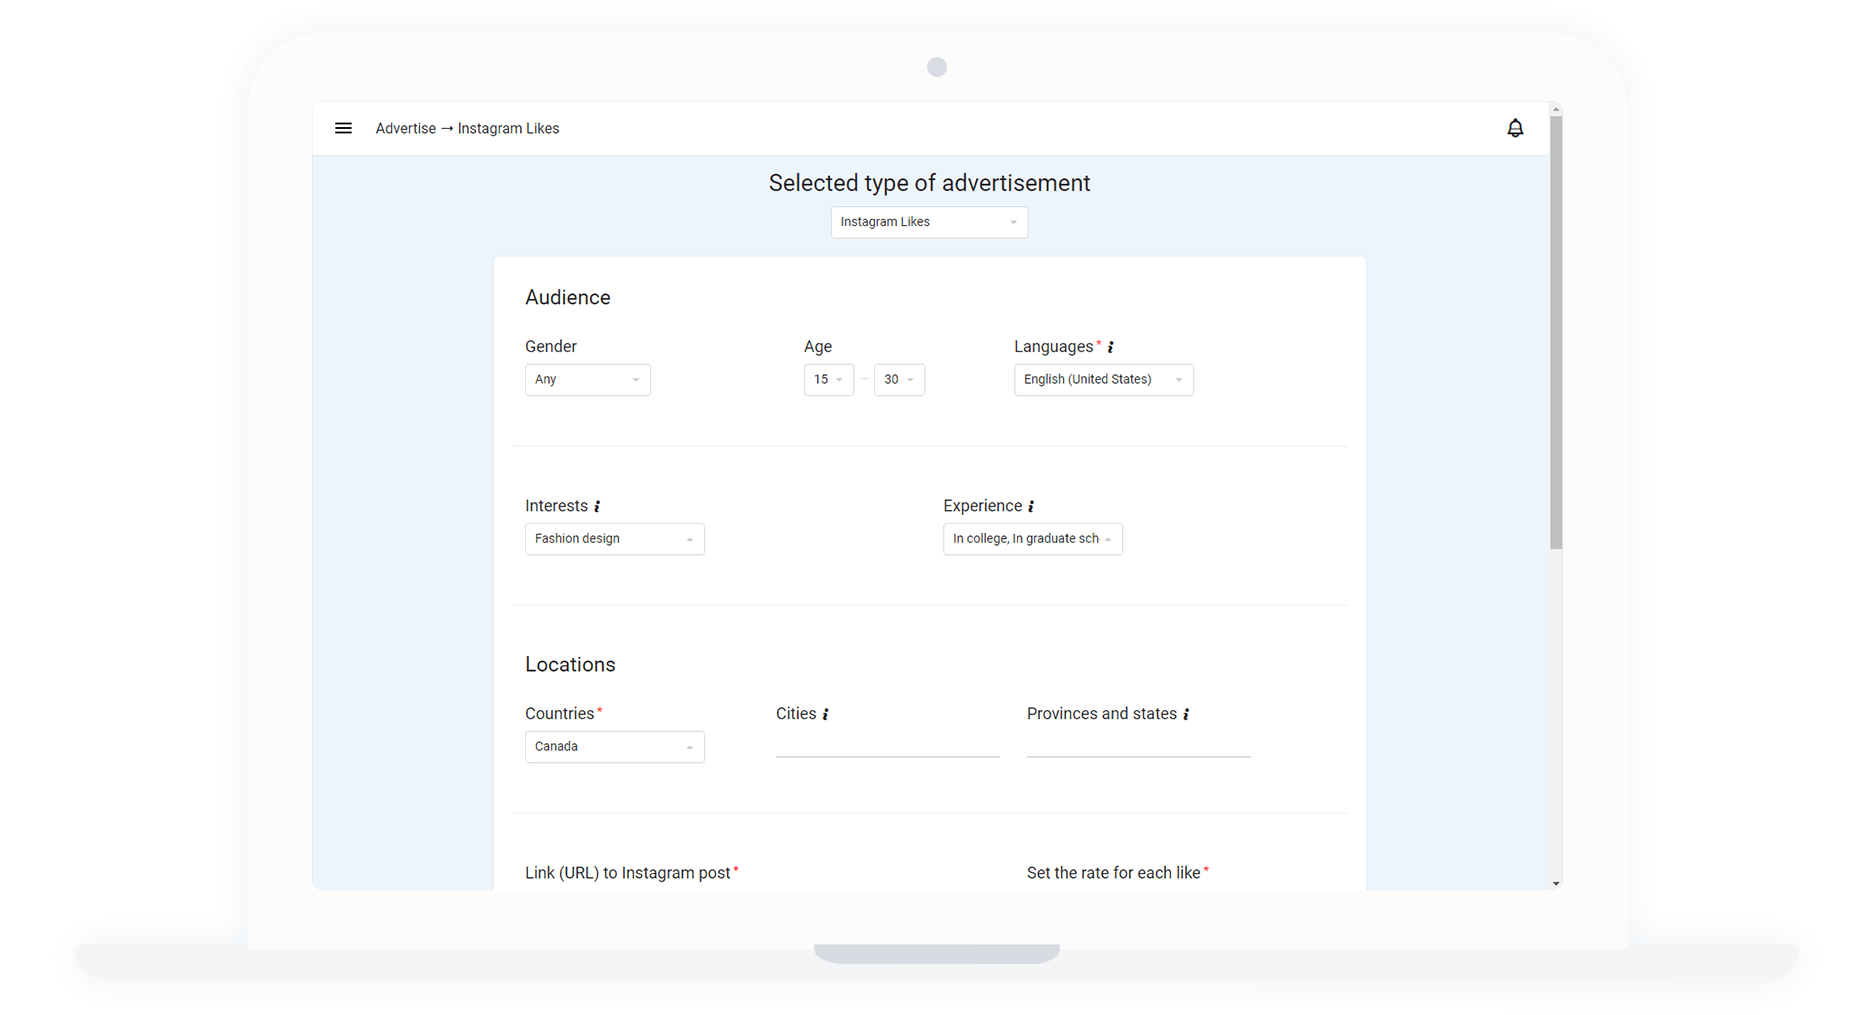 Advertise → Instagram Likes
Selected type of advertisement
Instagram Likes
Audience
Gender Age Languages* i
Any 15 – 30 English (United States)
Interests i Experience i
Fashion design In college, In graduate sch
Locations
Countries* Cities i Provinces and states i
Canada
Link (URL) to Instagram post* Set the rate for each like*